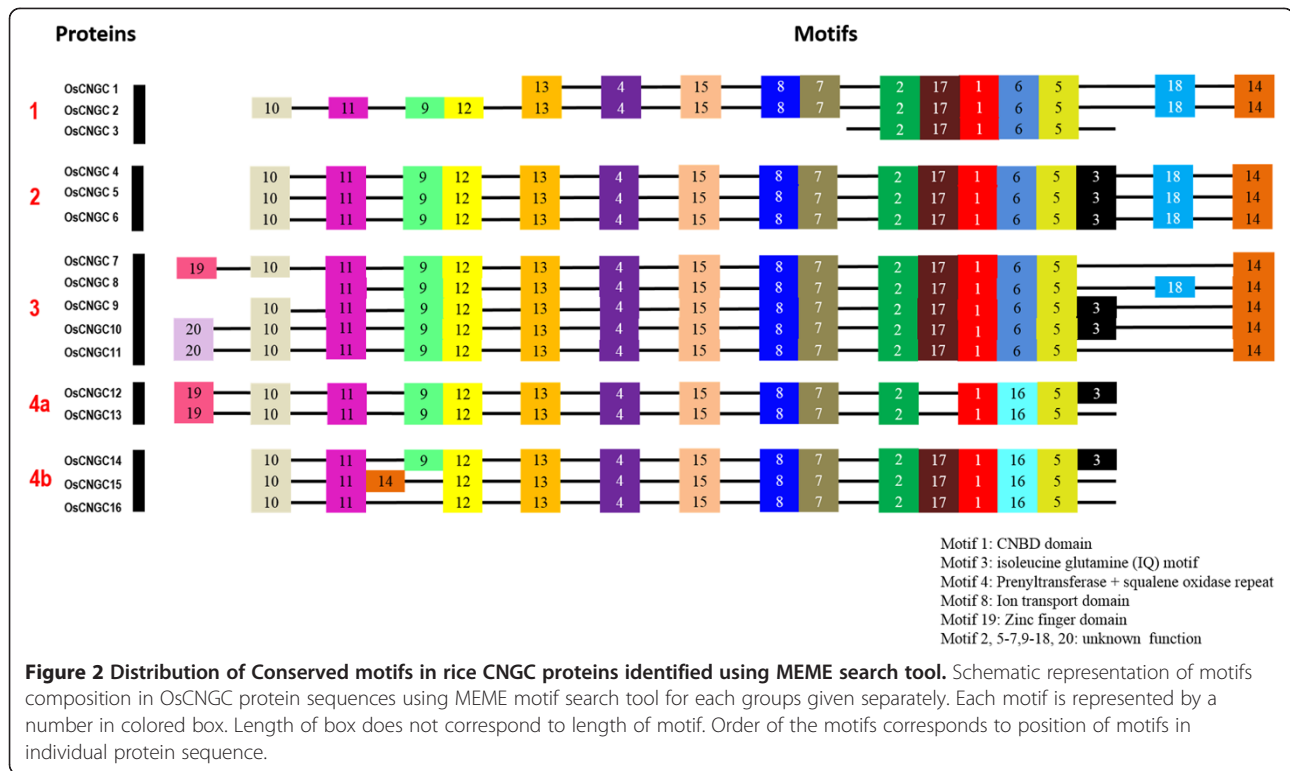 Proteins Motifs
1
OsCNGC 1 13 4 15 8 7 2 17 1 6 5 18 14
OsCNGC 2 10 11 9 12 13 4 15 8 7 2 17 1 6 5 18 14
OsCNGC 3 2 17 1 6 5
2
OsCNGC 4 10 11 9 12 13 4 15 8 7 2 17 1 6 5 3 18 14
OsCNGC 5 10 11 9 12 13 4 15 8 7 2 17 1 6 5 3 18 14
OsCNGC 6 10 11 9 12 13 4 15 8 7 2 17 1 6 5 3 18 14
3
OsCNGC 7 19 10 11 9 12 13 4 15 8 7 2 17 1 6 5 14
OsCNGC 8 11 9 12 13 4 15 8 7 2 17 1 6 5 18 14
OsCNGC 9 10 11 9 12 13 4 15 8 7 2 17 1 6 5 3 14
OsCNGC10 20 10 11 9 12 13 4 15 8 7 2 17 1 6 5 3 14
OsCNGC11 20 10 11 9 12 13 4 15 8 7 2 17 1 6 5 14
4a
OsCNGC12 19 10 11 9 12 13 4 15 8 7 2 1 16 5 3
OsCNGC13 19 10 11 9 12 13 4 15 8 7 2 1 16 5
4b
OsCNGC14 10 11 9 12 13 4 15 8 7 2 17 1 16 5 3
OsCNGC15 10 11 14 12 13 4 15 8 7 2 17 1 16 5
OsCNGC16 10 11 12 13 4 15 8 7 2 17 1 16 5
Motif 1: CNBD domain
Motif 3: isoleucine glutamine (IQ) motif
Motif 4: Prenyltransferase + squalene oxidase repeat
Motif 8: Ion transport domain
Motif 19: Zinc finger domain
Motif 2, 5-7,9-18, 20: unknown function
Figure 2 Distribution of Conserved motifs in rice CNGC proteins identified using MEME search tool. Schematic representation of motifs
composition in OsCNGC protein sequences using MEME motif search tool for each groups given separately. Each motif is represented by a
number in colored box. Length of box does not correspond to length of motif. Order of the motifs corresponds to position of motifs in
individual protein sequence.